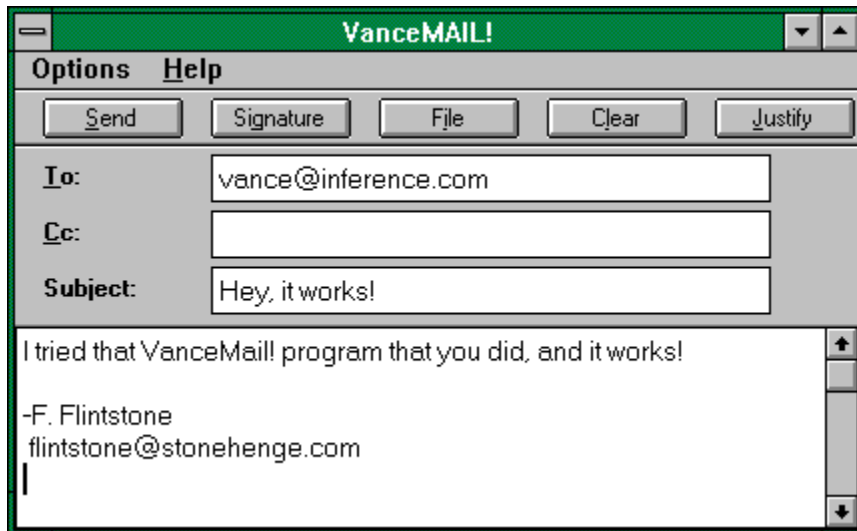 VanceMAIL!
Options Help
Send Signature File Clear Justify
To: vance@inference.com
Cc:
Subject: Hey, it works!
I tried that VanceMail! program that you did, and it works!
-F. Flintstone
flintstone@stonehenge.com